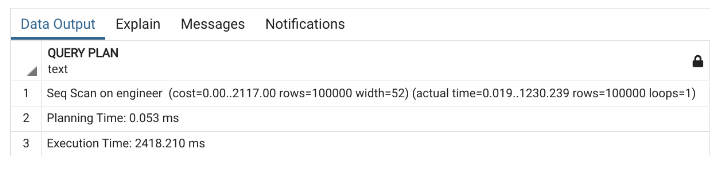 Data Output Explain Messages Notifications
QUERY PLAN
text
1 Seq Scan on engineer (cost=0.00..2117.00 rows=100000 width=52) (actual time=0.019..1230.239 rows=100000 loops=1)
2 Planning Time: 0.053 ms
3 Execution Time: 2418.210 ms